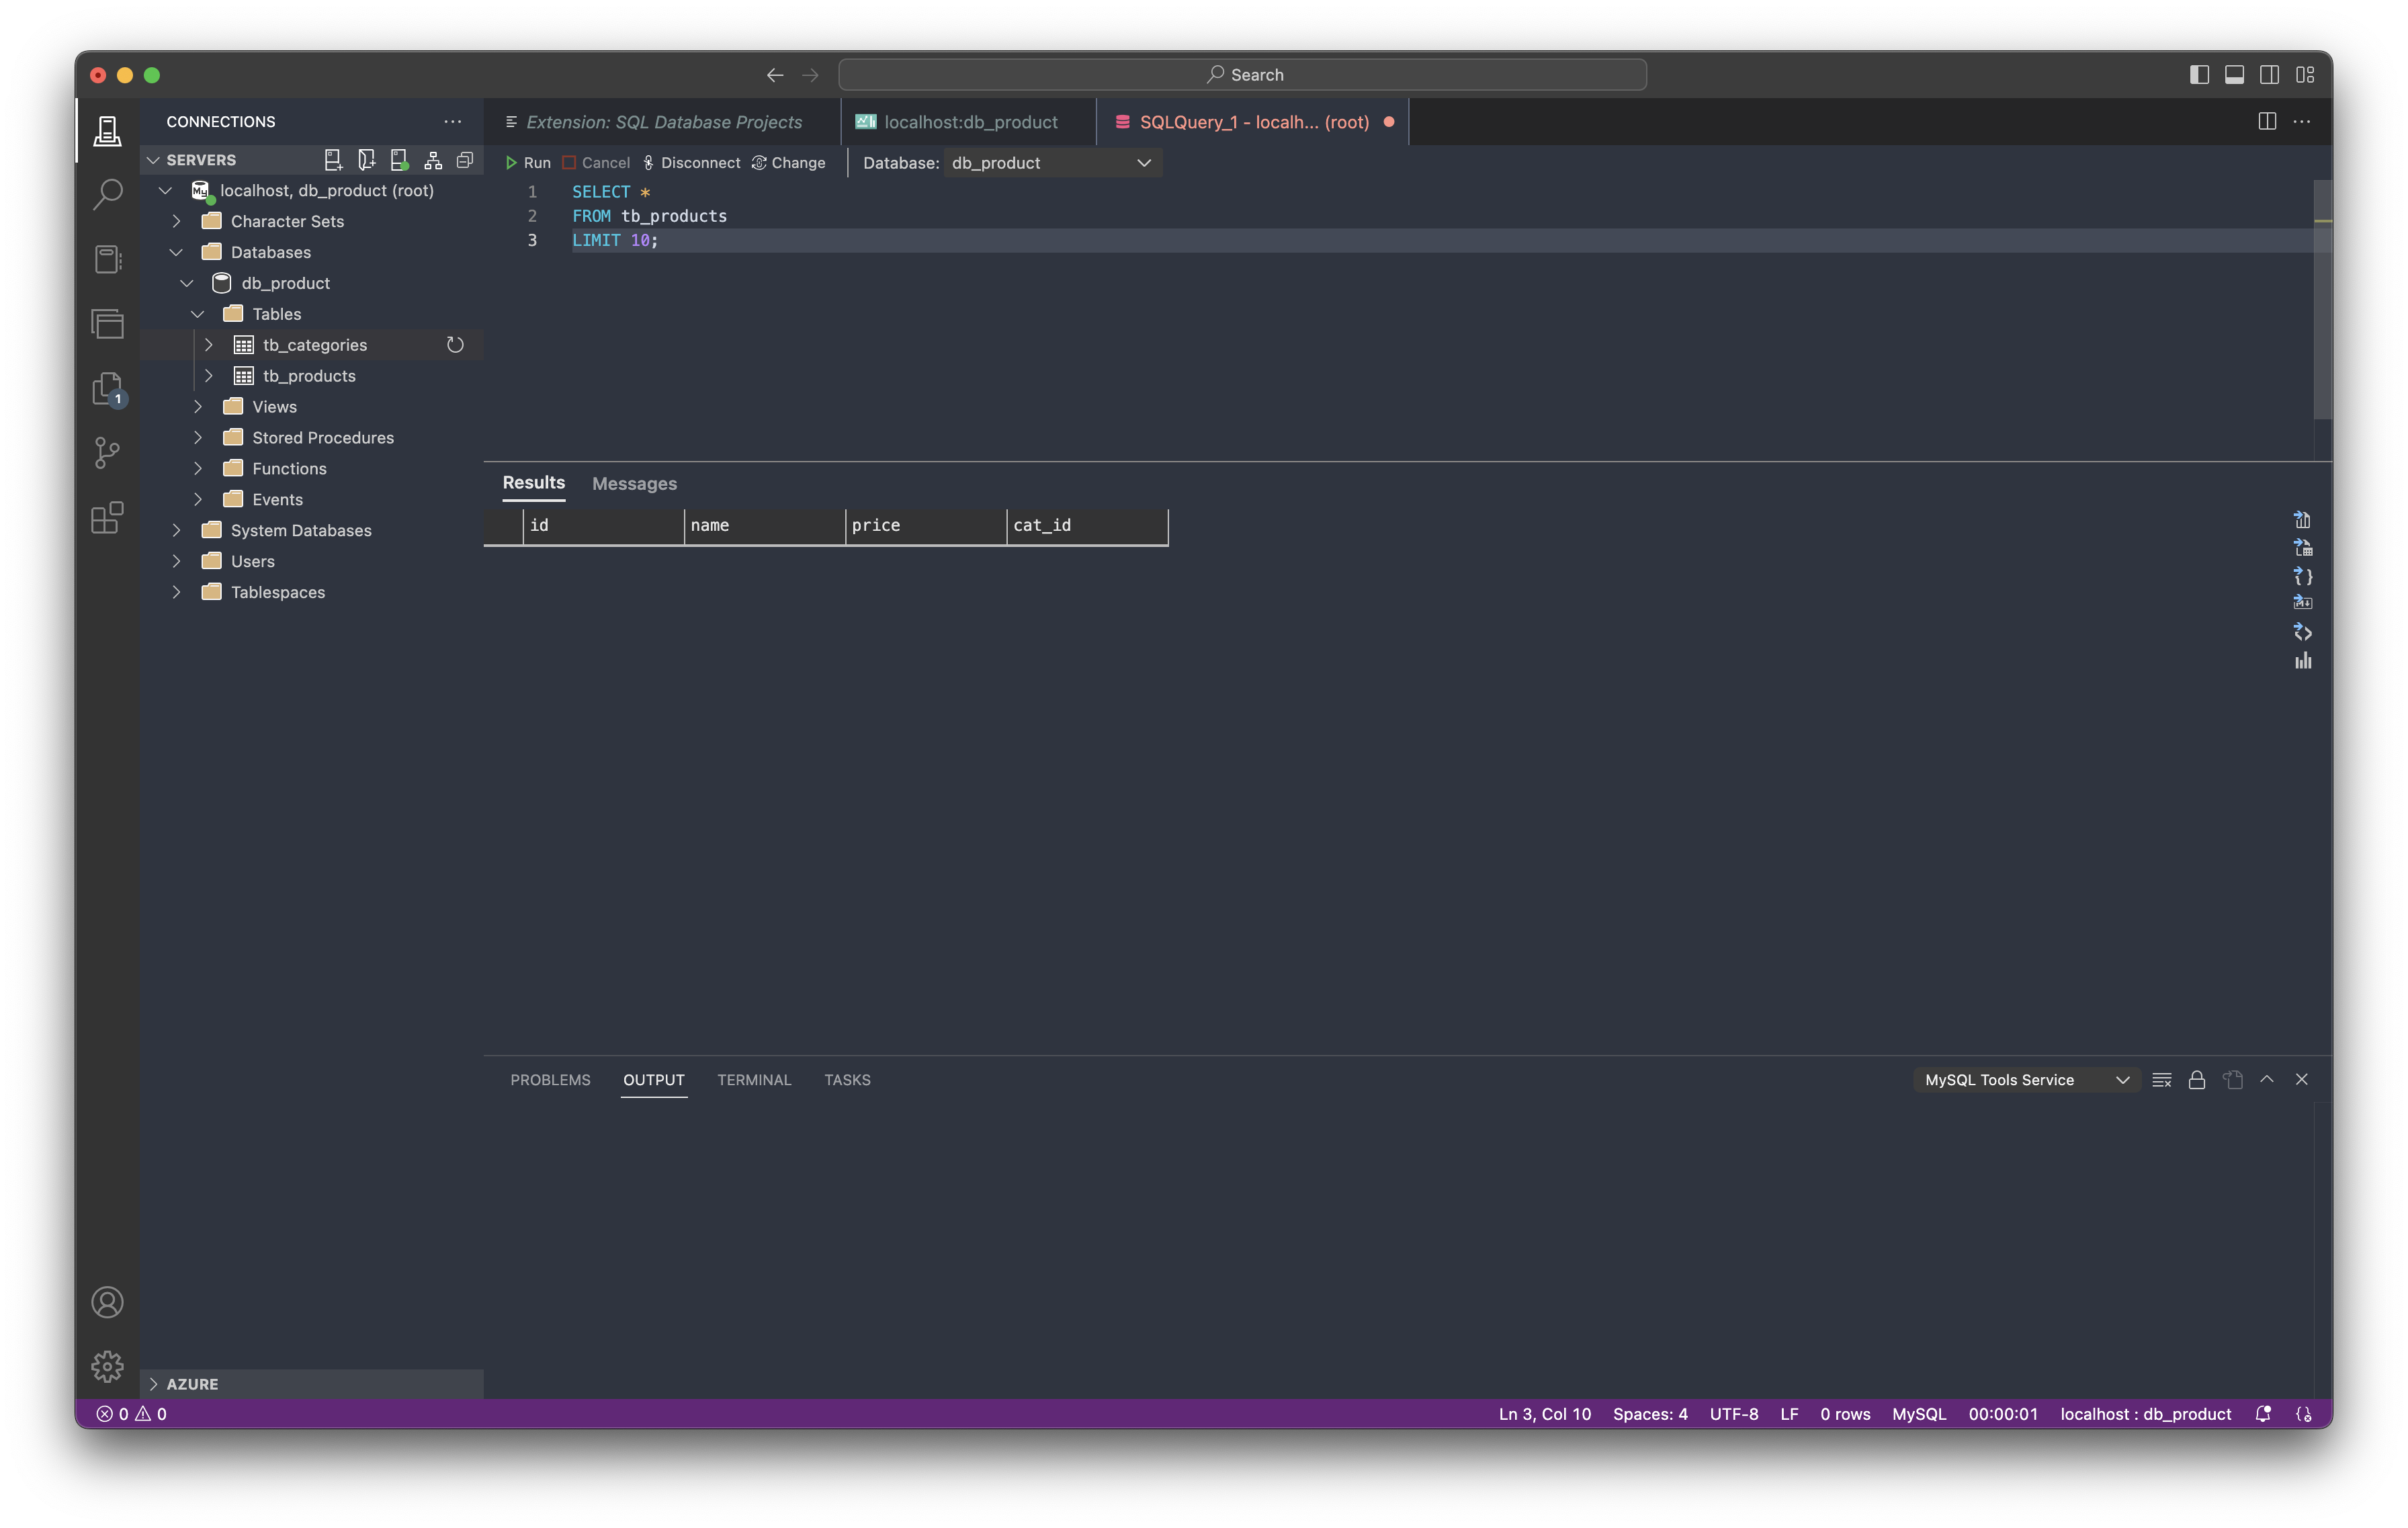 Search
CONNECTIONS
SERVERS
localhost, db_product (root)
Character Sets
Databases
db_product
Tables
tb_categories
tb_products
Views
Stored Procedures
Functions
Events
System Databases
Users
Tablespaces
AZURE
1
Extension: SQL Database Projects
localhost:db_product
SQLQuery_1 - localh... (root)
Run Cancel Disconnect Change Database: db_product
1 SELECT *
2 FROM tb_products
3 LIMIT 10;
Results Messages
id name price cat_id
PROBLEMS OUTPUT TERMINAL TASKS
MySQL Tools Service
0 0
Ln 3, Col 10 Spaces: 4 UTF-8 LF 0 rows MySQL 00:00:01 localhost : db_product